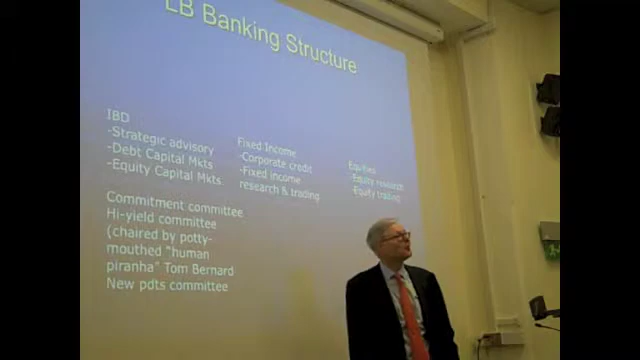 LB Banking Structure
IBD
-Strategic advisory
-Debt Capital Mkts
-Equity Capital Mkts
Commitment committee
Hi-yield committee
(chaired by potty-
mouthed "human
piranha" Tom Bernard
New pdts committee
Fixed Income
-Corporate credit
-Fixed income
research & trading
Equities
-Equity research
-Equity trading